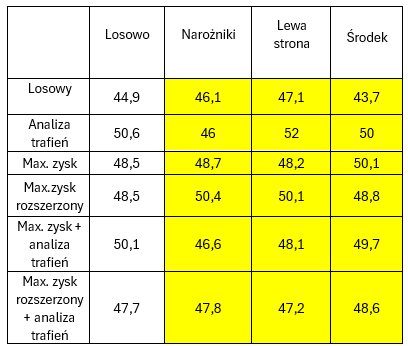 Losowo Narożniki Lewa strona Środek
Losowy 44,9 46,1 47,1 43,7
Analiza trafień 50,6 46 52 50
Max. zysk 48,5 48,7 48,2 50,1
Max.zysk rozszerzony 48,5 50,4 50,1 48,8
Max. zysk + analiza trafień 50,1 46,6 48,1 49,7
Max. zysk rozszerzony + analiza trafień 47,7 47,8 47,2 48,6